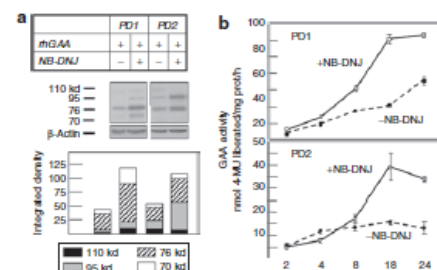 a
PD1 PD2
rhGAA + + + +
NB-DNJ – + – +
110 kd
95
76
70
β-Actin
Integrated density
125
100
75
50
25
110 kd 76 kd
95 kd 70 kd
b
GAA activity
nmol 4-MU liberated/mg prot/h
100
PD1
80
+NB-DNJ
60
40
–NB-DNJ
20
50
PD2
40
+NB-DNJ
30
20
10
–NB-DNJ
0
2 4 8 18 24